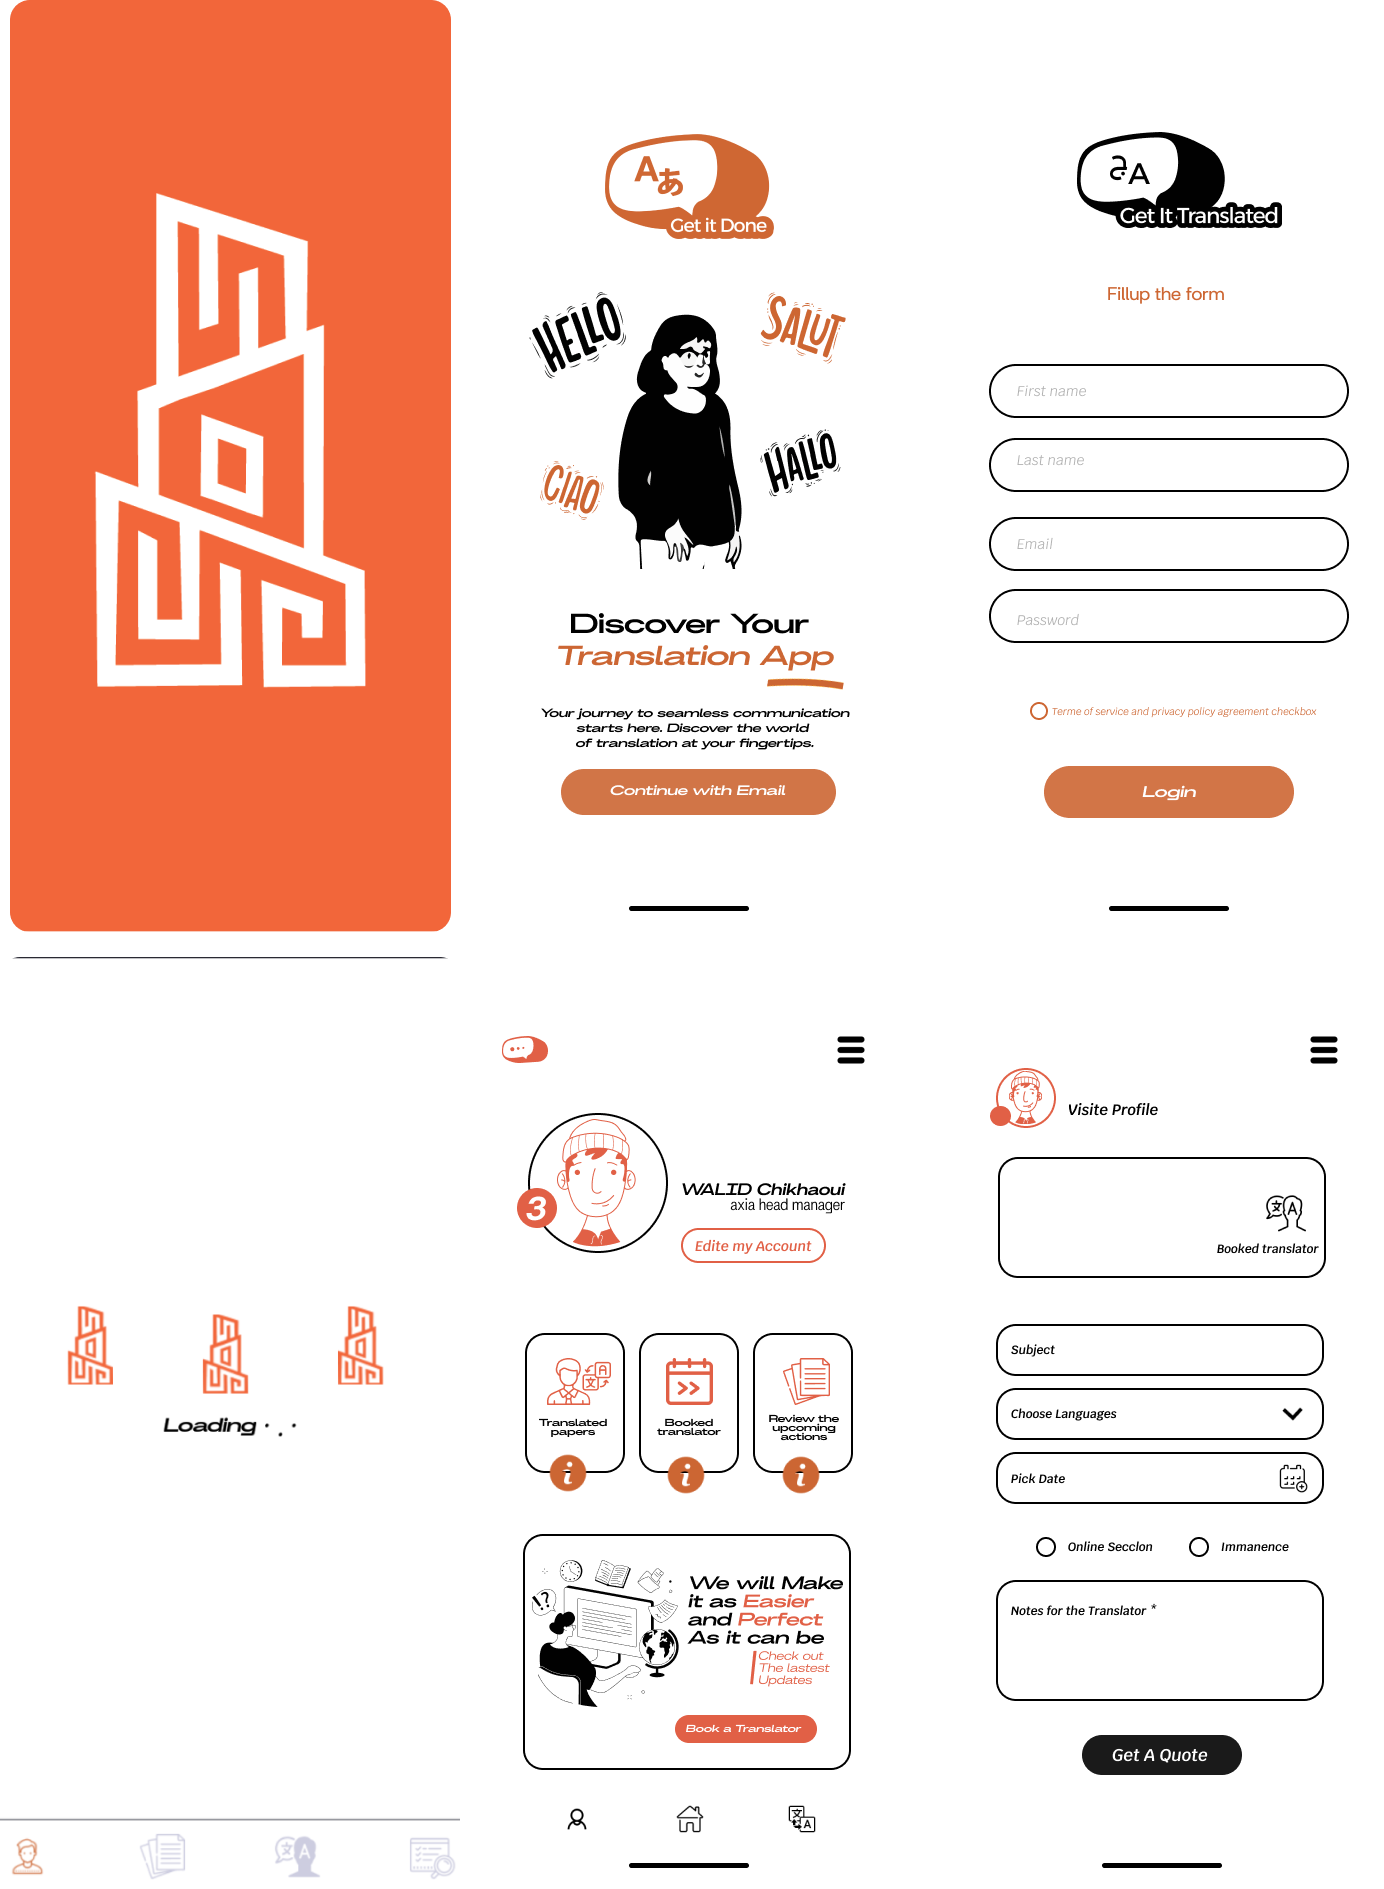 Aあ
Get it Done
HELLO
SALUT
CIAO
HALLO
Discover Your
Translation App
Your journey to seamless communication
starts here. Discover the world
of translation at your fingertips.
Continue with Email
Get It Translated
Fillup the form
First name
Last name
Email
Password
Terme of service and privacy policy agreement checkbox
Login
Loading . . .
3
WALID Chikhaoui
axia head manager
Edite my Account
文 A
Translated
papers
i
Booked
translator
i
Review the
upcoming
actions
i
!?
We will Make
it as Easier
and Perfect
As it can be
Check out
The lastest
Updates
Book a Translator
文 A
Visite Profile
文 A
Booked translator
Subject
Choose Languages
Pick Date
Online Seccion
Immanence
Notes for the Translator *
Get A Quote
文 A